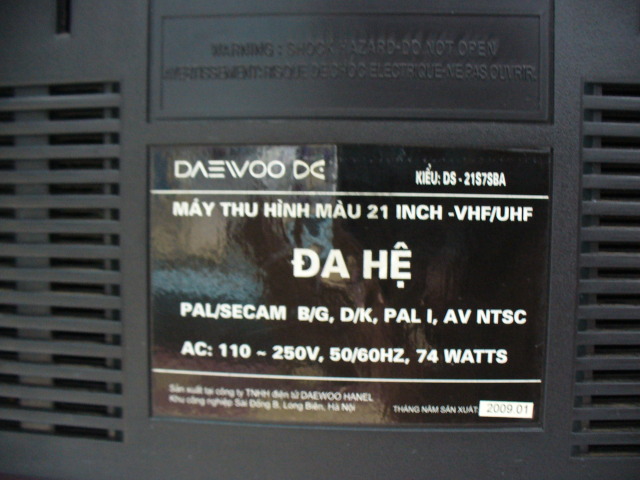 WARNING : SHOCK HAZARD-DO NOT OPEN
AVERTISSEMENT: RISQUE DE CHOC ELECTRIQUE-NE PAS OUVRIR.
DAEWOO DE
KIỂU: DS - 21S7SBA
MÁY THU HÌNH MÀU 21 INCH -VHF/UHF
ĐA HỆ
PAL/SECAM B/G, D/K, PAL I, AV NTSC
AC: 110 ~ 250V, 50/60HZ, 74 WATTS
Sản xuất tại công ty TNHH điện tử DAEWOO HANEL
Khu công nghiệp Sài Đồng B, Long Biên, Hà Nội
THÁNG NĂM SẢN XUẤT: 2009.01